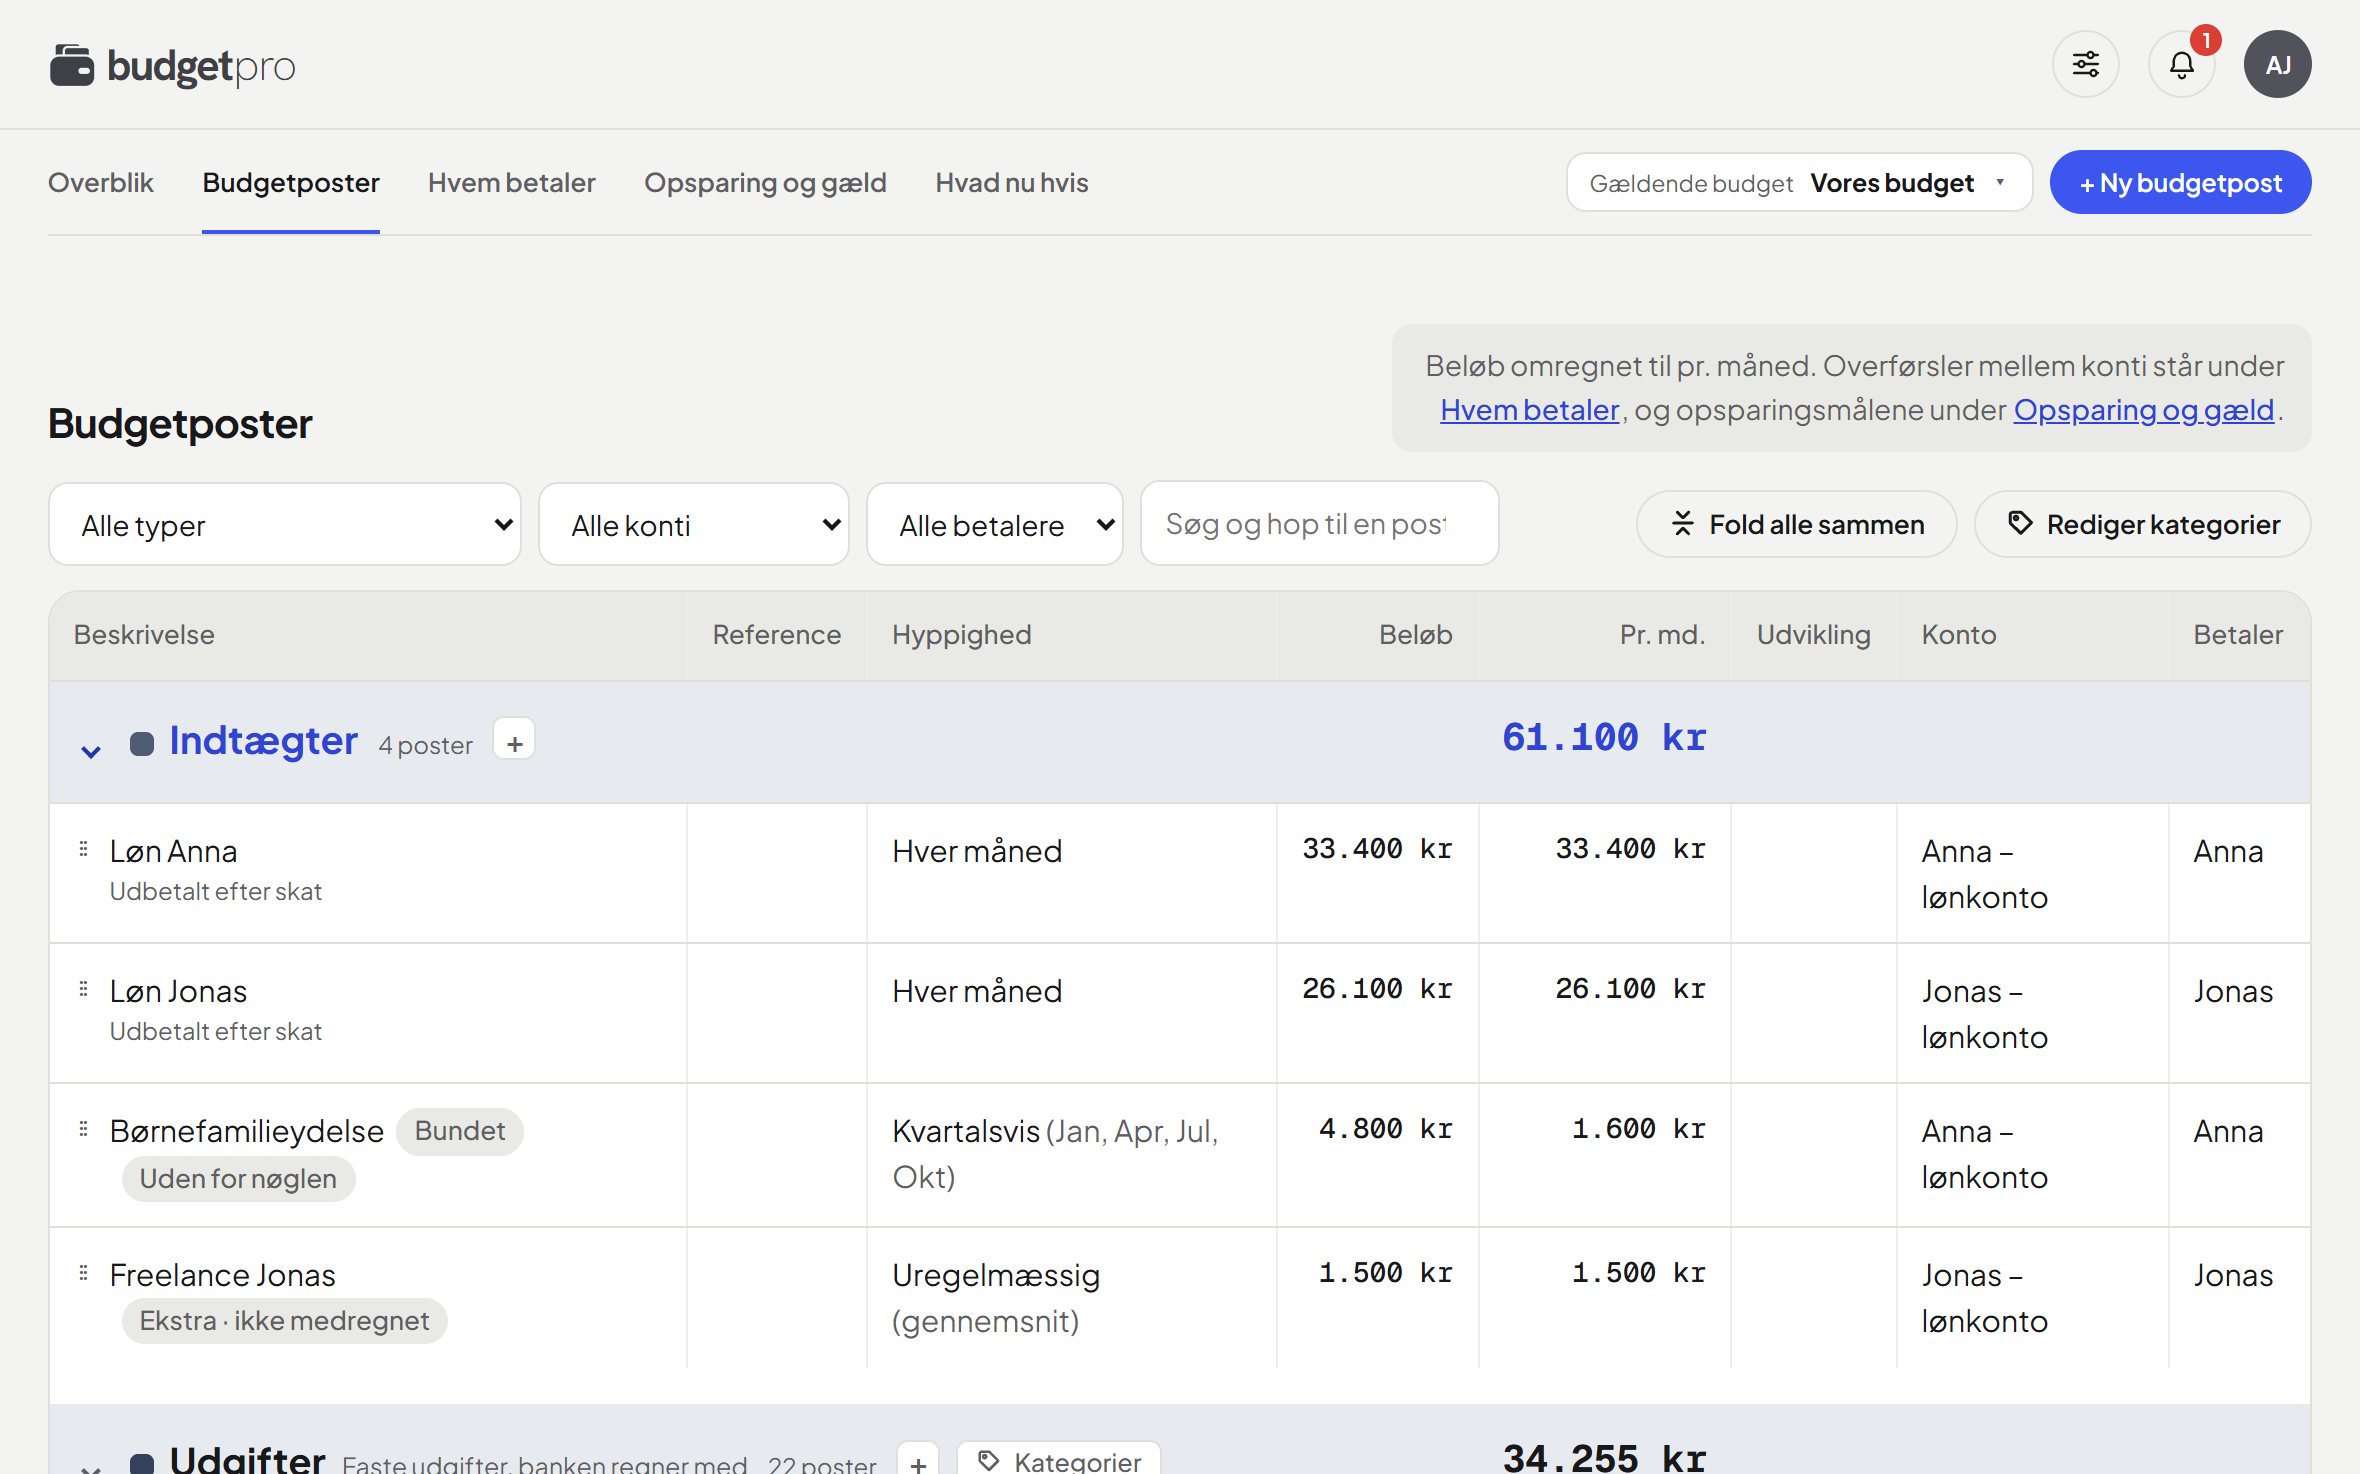 budgetpro
1
AJ
Overblik
Budgetposter
Hvem betaler
Opsparing og gæld
Hvad nu hvis
Gældende budget Vores budget
+ Ny budgetpost
Beløb omregnet til pr. måned. Overførsler mellem konti står under
Hvem betaler, og opsparingsmålene under Opsparing og gæld.
Budgetposter
Alle typer
Alle konti
Alle betalere
Søg og hop til en post
Fold alle sammen
Rediger kategorier
Beskrivelse Reference Hyppighed Beløb Pr. md. Udvikling Konto Betaler
Indtægter 4 poster + 61.100 kr
Løn Anna Hver måned 33.400 kr 33.400 kr Anna – Anna
Udbetalt efter skat lønkonto
Løn Jonas Hver måned 26.100 kr 26.100 kr Jonas – Jonas
Udbetalt efter skat lønkonto
Børnefamilieydelse Bundet Kvartalsvis (Jan, Apr, Jul, 4.800 kr 1.600 kr Anna – Anna
Uden for nøglen Okt) lønkonto
Freelance Jonas Uregelmæssig 1.500 kr 1.500 kr Jonas – Jonas
Ekstra · ikke medregnet (gennemsnit) lønkonto
Udgifter Faste udgifter, banken regner med 22 poster + Kategorier 34.255 kr